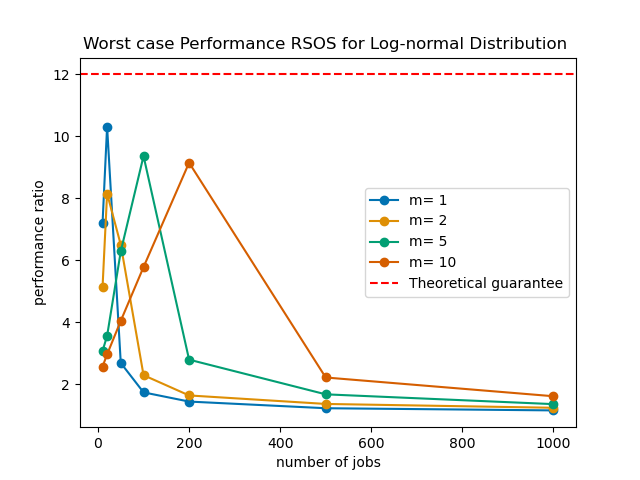 Worst case Performance RSOS for Log-normal Distribution
12
10
8
6
4
2
performance ratio
m= 1
m= 2
m= 5
m= 10
Theoretical guarantee
0 200 400 600 800 1000
number of jobs